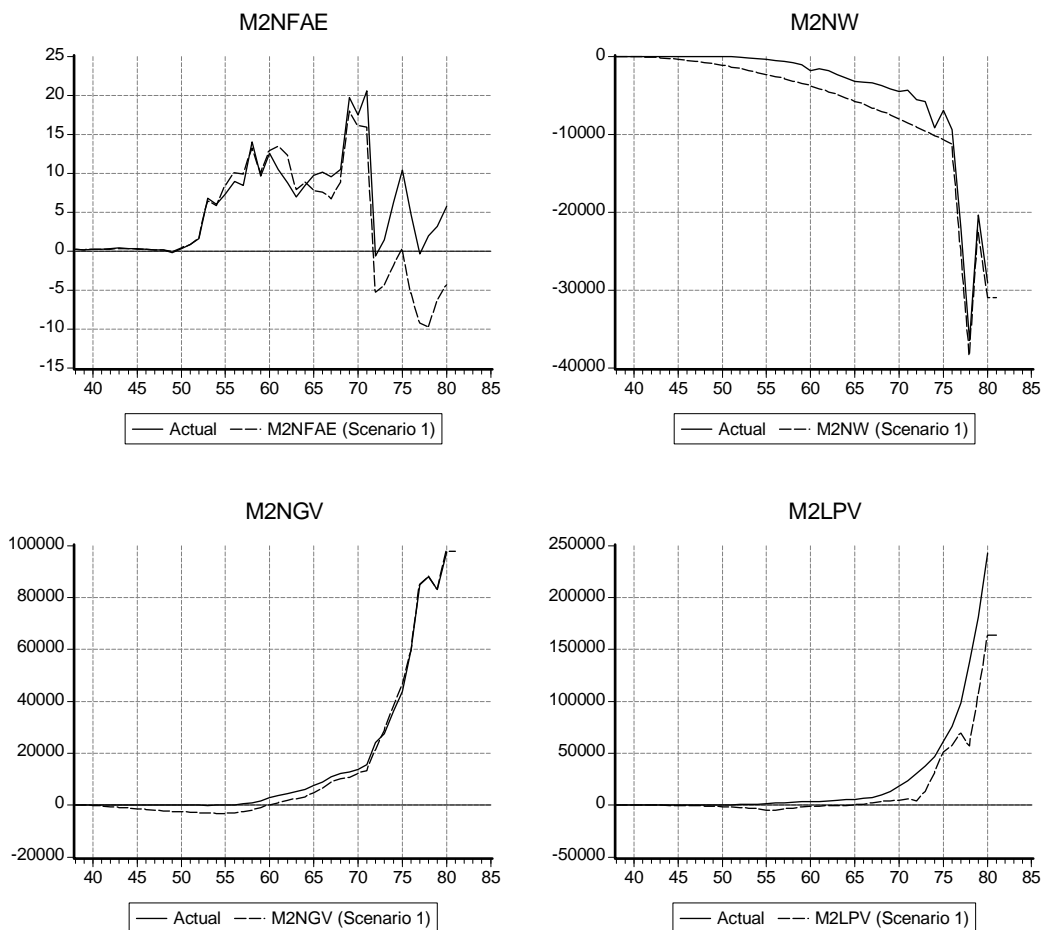 M2NFAE
25
20
15
10
5
0
-5
-10
-15
40 45 50 55 60 65 70 75 80 85
Actual M2NFAE (Scenario 1)
M2NW
0
-10000
-20000
-30000
-40000
40 45 50 55 60 65 70 75 80 85
Actual M2NW (Scenario 1)
M2NGV
100000
80000
60000
40000
20000
0
-20000
40 45 50 55 60 65 70 75 80 85
Actual M2NGV (Scenario 1)
M2LPV
250000
200000
150000
100000
50000
0
-50000
40 45 50 55 60 65 70 75 80 85
Actual M2LPV (Scenario 1)